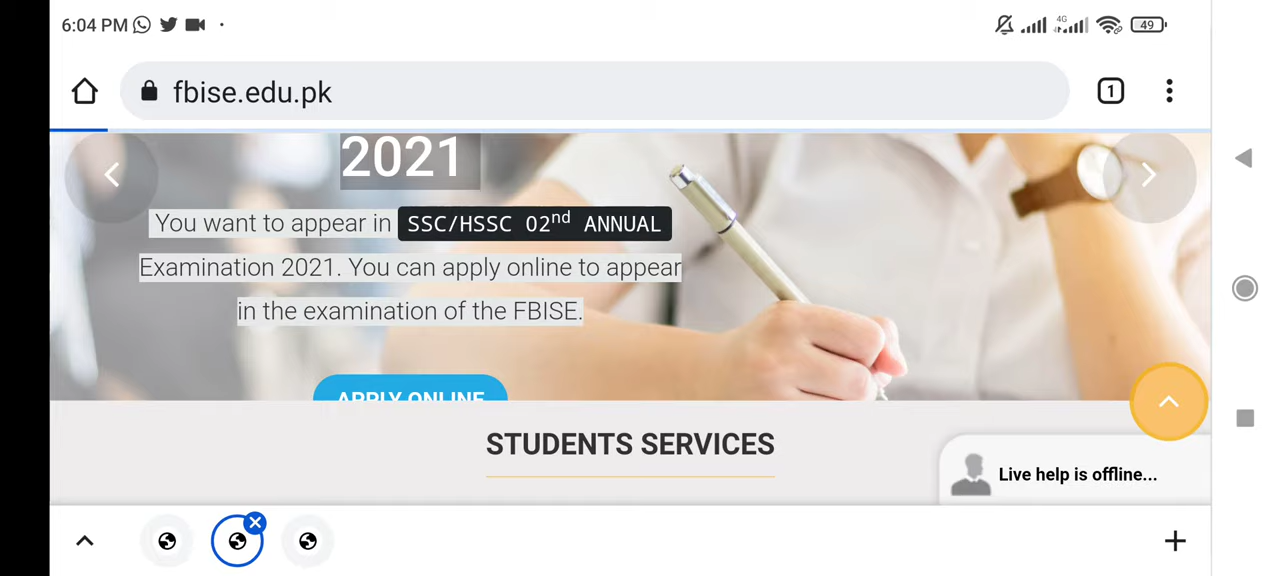 6:04 PM
4G
49
fbise.edu.pk
1
2021
You want to appear in SSC/HSSC 02nd ANNUAL
Examination 2021. You can apply online to appear
in the examination of the FBISE.
APPLY ONLINE
STUDENTS SERVICES
Live help is offline...